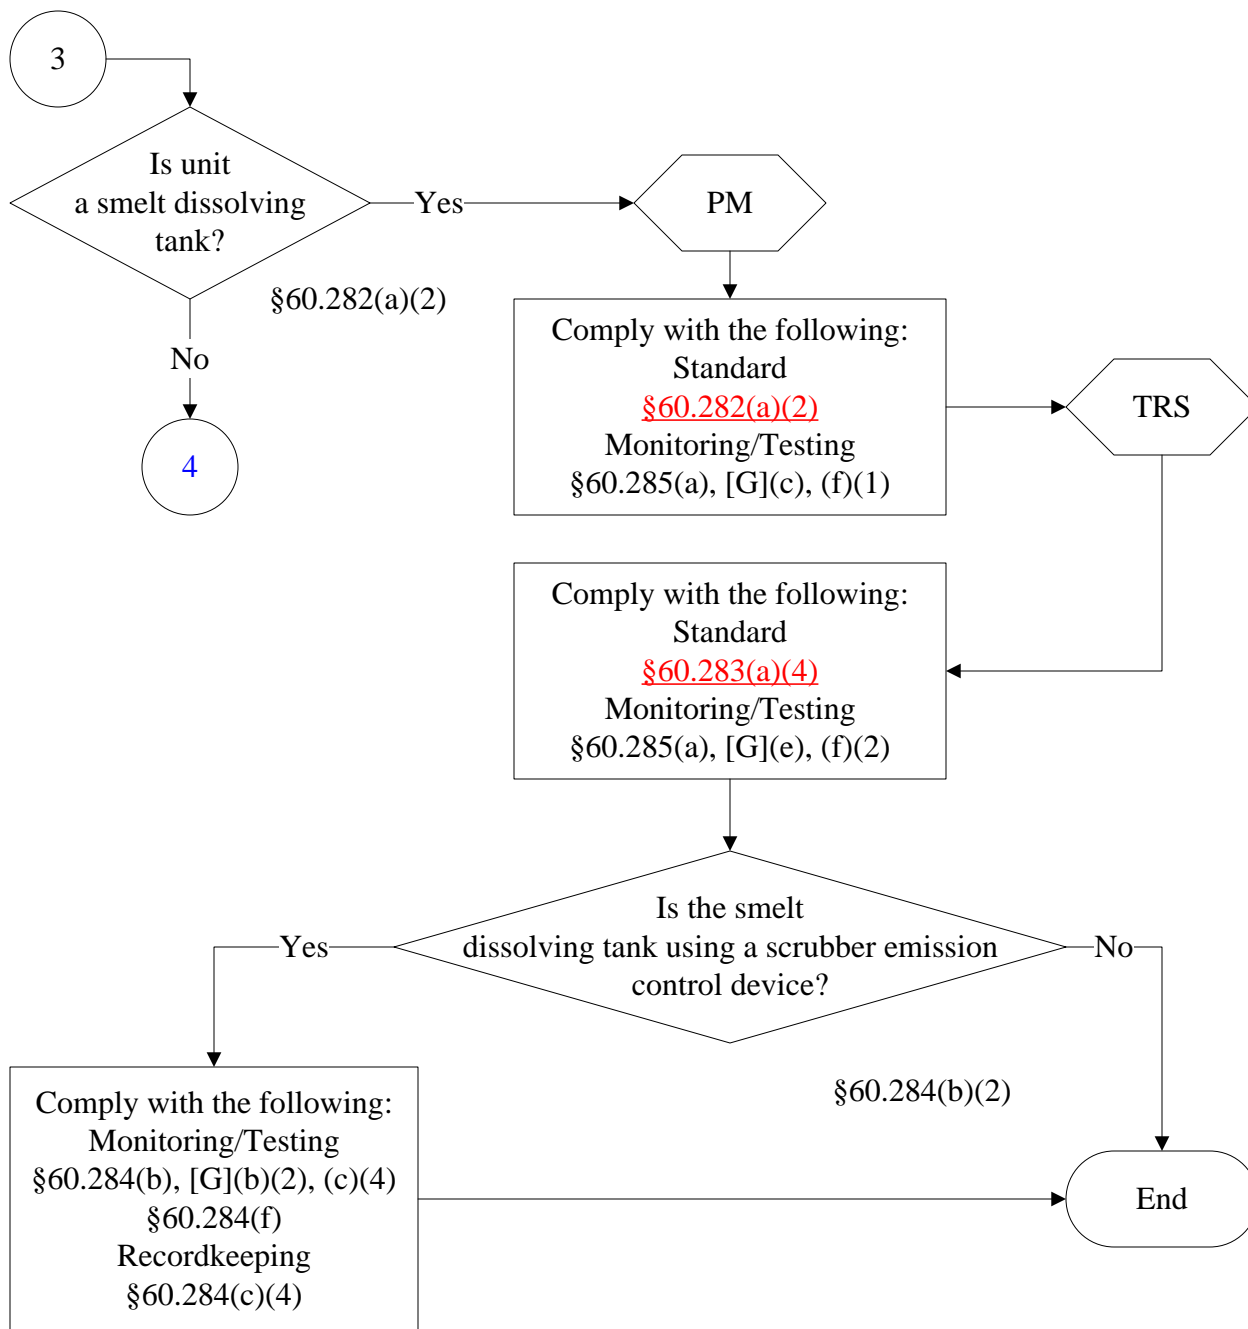 3
Is unit
a smelt dissolving
tank?
Yes
PM
§60.282(a)(2)
No
4
Comply with the following:
Standard
§60.282(a)(2)
Monitoring/Testing
§60.285(a), [G](c), (f)(1)
TRS
Comply with the following:
Standard
§60.283(a)(4)
Monitoring/Testing
§60.285(a), [G](e), (f)(2)
Is the smelt
dissolving tank using a scrubber emission
control device?
Yes
No
§60.284(b)(2)
Comply with the following:
Monitoring/Testing
§60.284(b), [G](b)(2), (c)(4)
§60.284(f)
Recordkeeping
§60.284(c)(4)
End